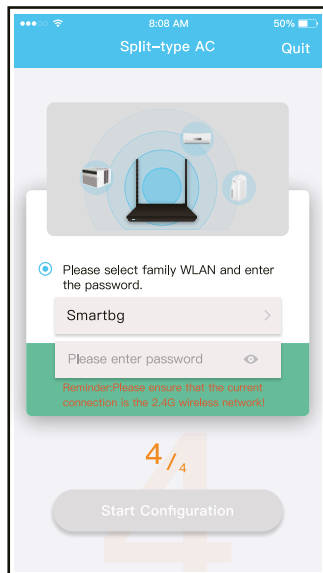 8:08 AM
50%
Split-type AC
Quit
Please select family WLAN and enter
the password.
Smartbg
Please enter password
Reminder:Please ensure that the current
connection is the 2.4G wireless network!
4/4
4
Start Configuration